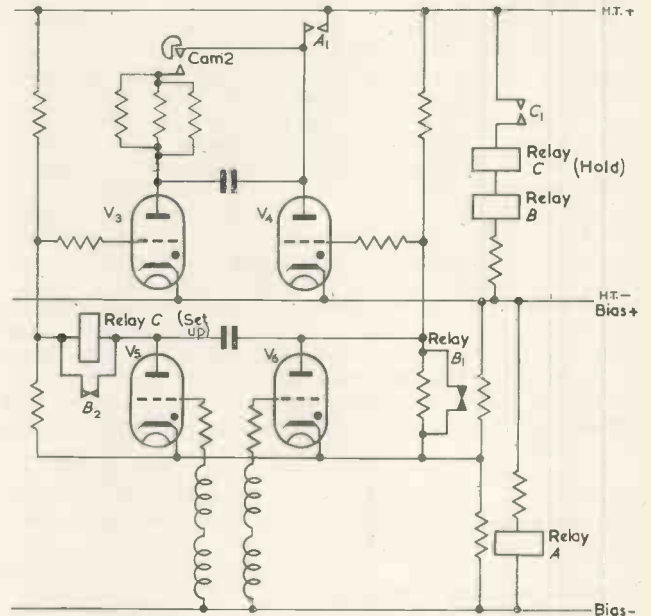 H.T.+
A1
Cam2
C1
Relay
C (Hold)
Relay
B
V3
V4
H.T.−
Bias+
Relay C (Set
up)
V5
V6
Relay
B1
B2
Relay
A
Bias−